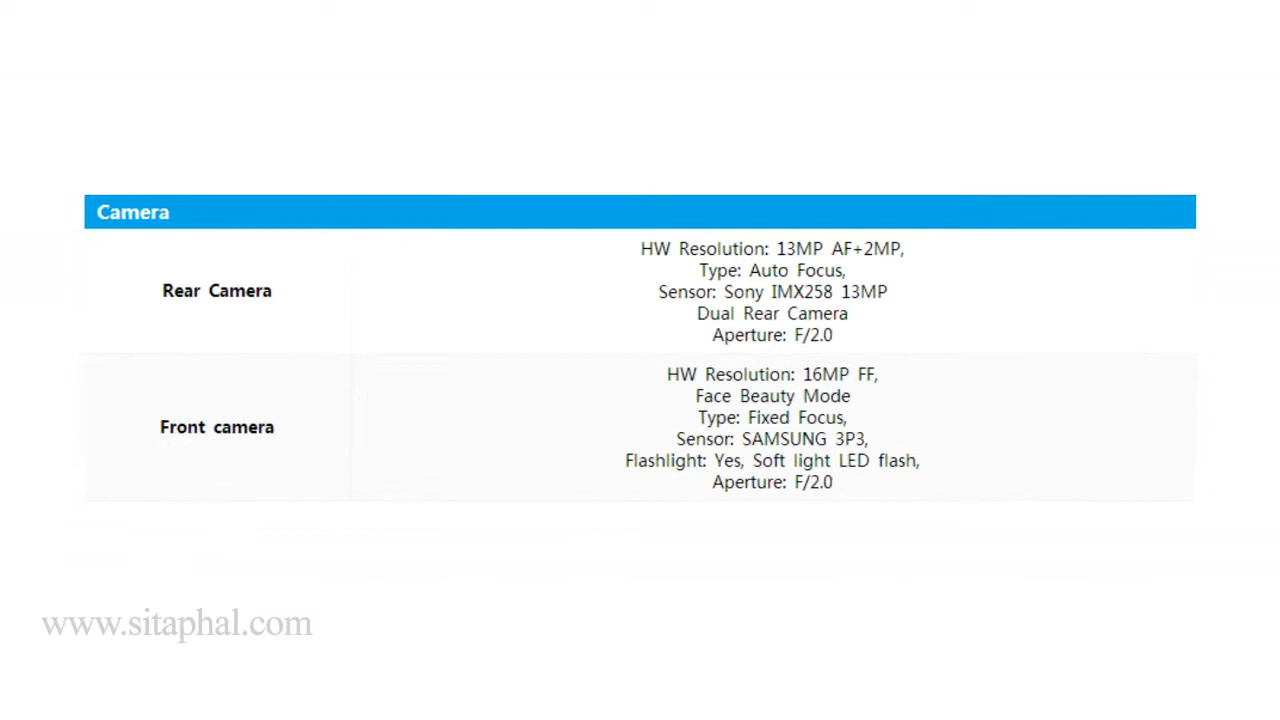 Camera
Rear Camera
HW Resolution: 13MP AF+2MP,
Type: Auto Focus,
Sensor: Sony IMX258 13MP
Dual Rear Camera
Aperture: F/2.0
Front camera
HW Resolution: 16MP FF,
Face Beauty Mode
Type: Fixed Focus,
Sensor: SAMSUNG 3P3,
Flashlight: Yes, Soft light LED flash,
Aperture: F/2.0
www.sitaphal.com